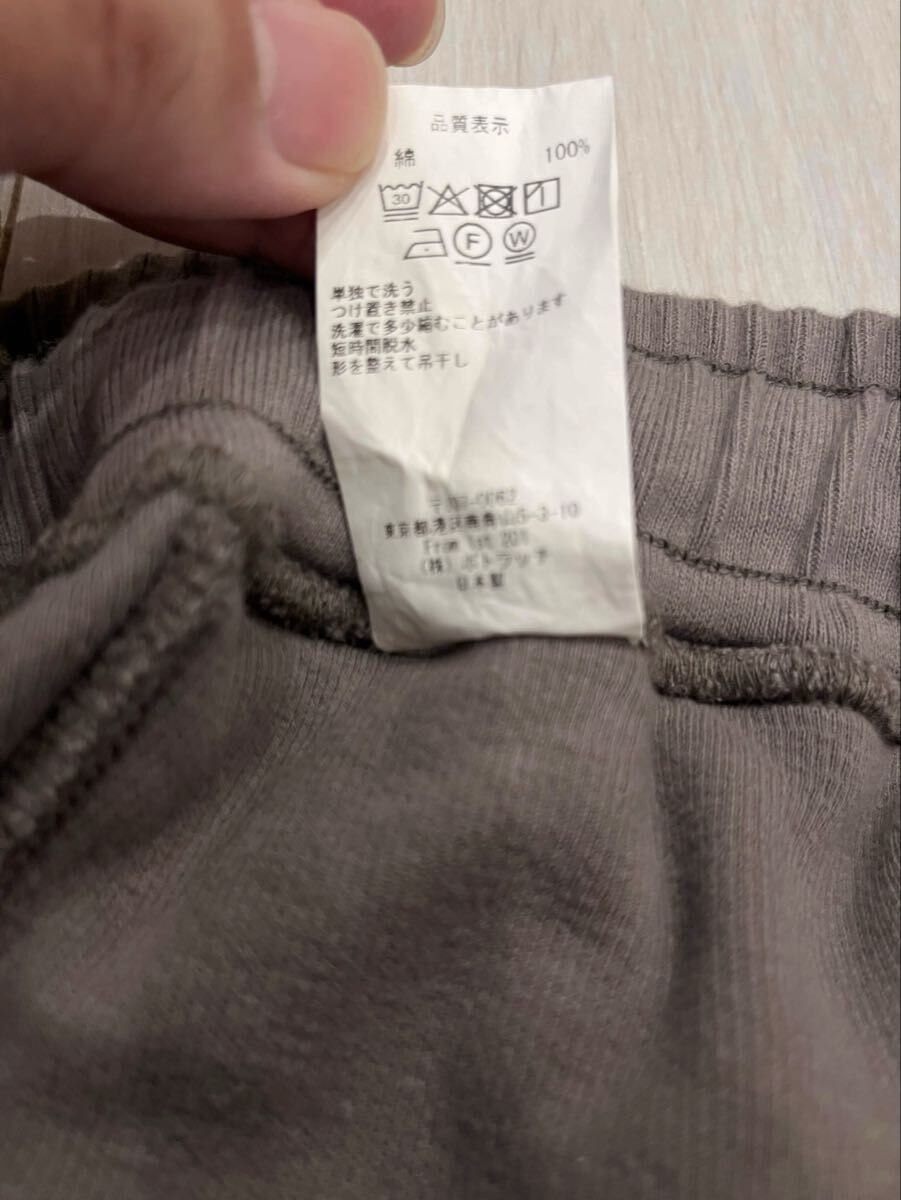 品質表示
綿 100%
30
F W
単独で洗う
つけ置き禁止
洗濯で多少縮むことがあります
短時間脱水
形を整えて吊干し
東京都港区南青山5-3-10
From 1st 201
(株) ポトラッチ
日本製